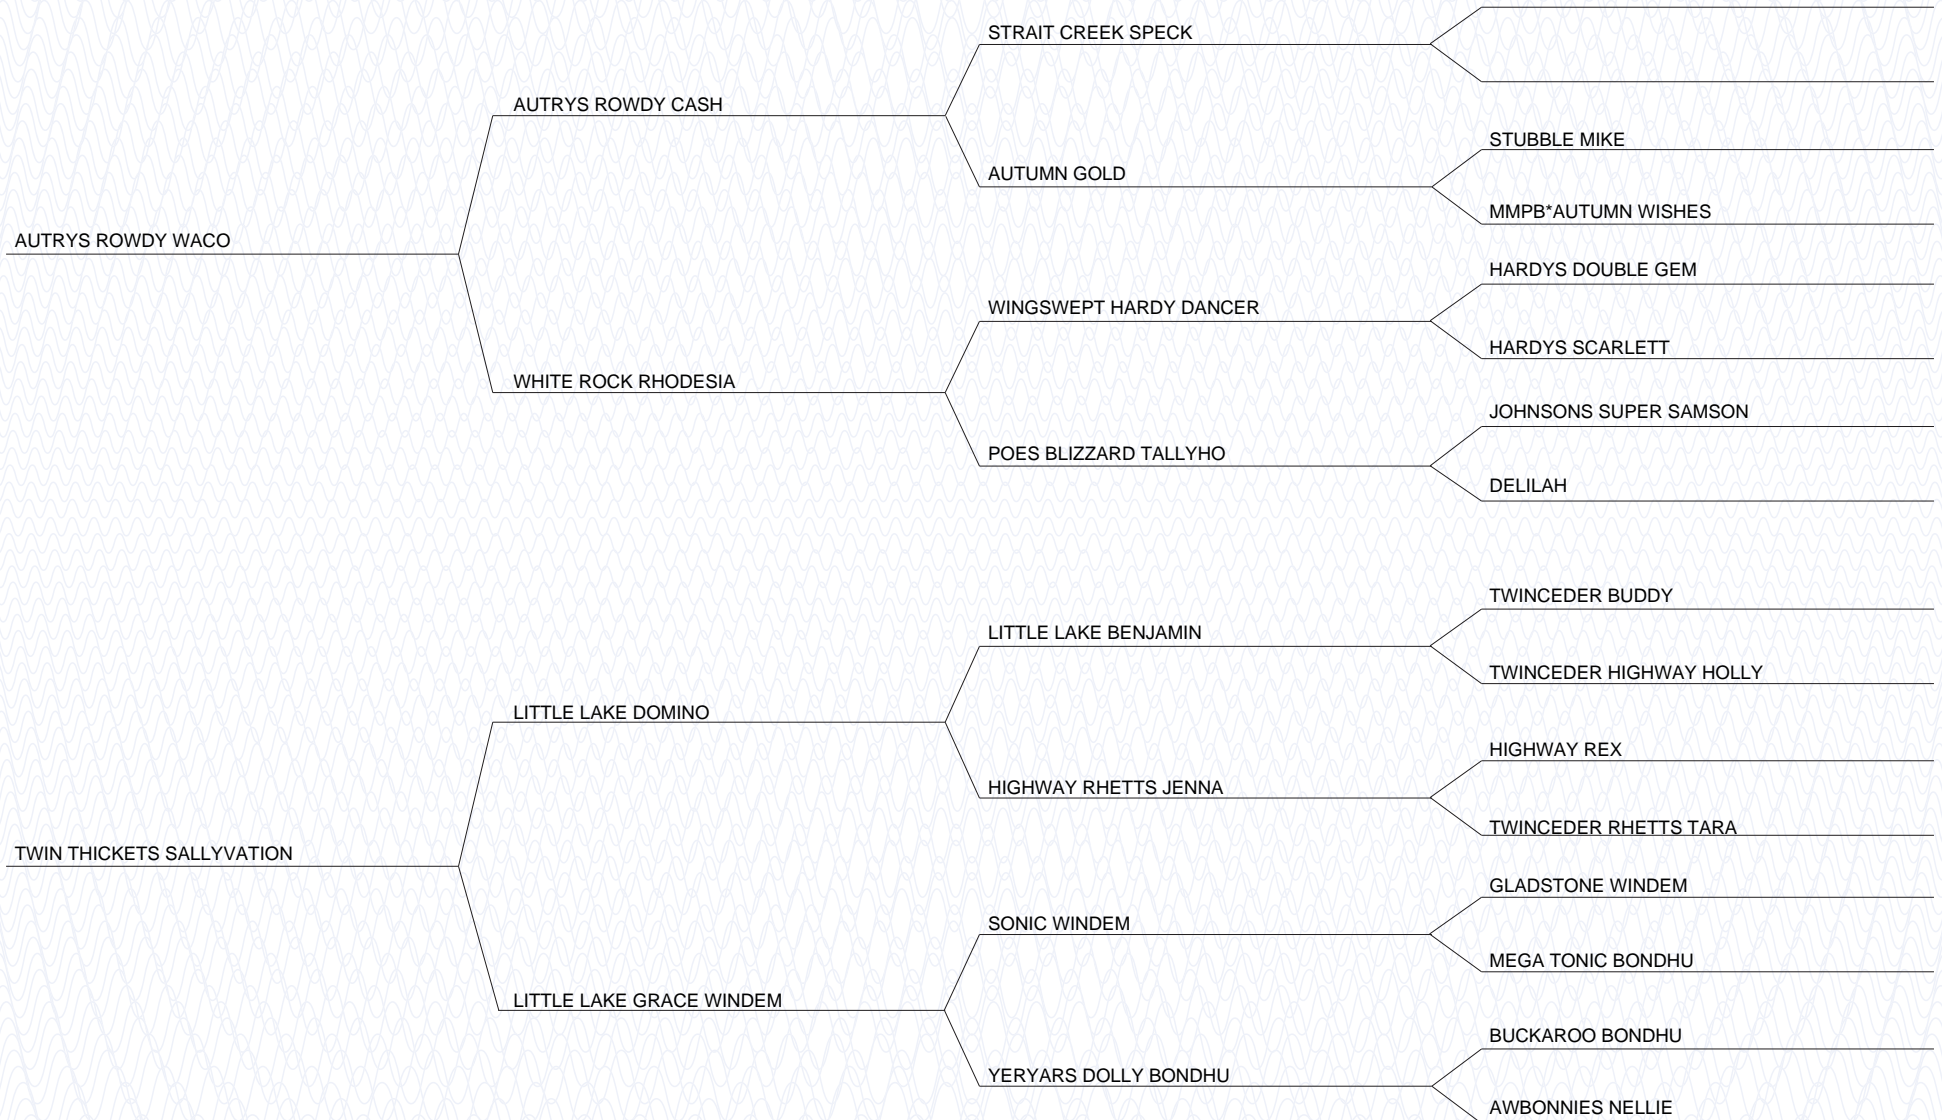 STRAIT CREEK SPECK
AUTRYS ROWDY CASH
STUBBLE MIKE
AUTUMN GOLD
MMPB*AUTUMN WISHES
AUTRYS ROWDY WACO
HARDYS DOUBLE GEM
WINGSWEPT HARDY DANCER
HARDYS SCARLETT
WHITE ROCK RHODESIA
JOHNSONS SUPER SAMSON
POES BLIZZARD TALLYHO
DELILAH
TWINCEDER BUDDY
LITTLE LAKE BENJAMIN
TWINCEDER HIGHWAY HOLLY
LITTLE LAKE DOMINO
HIGHWAY REX
HIGHWAY RHETTS JENNA
TWINCEDER RHETTS TARA
TWIN THICKETS SALLYVATION
GLADSTONE WINDEM
SONIC WINDEM
MEGA TONIC BONDHU
LITTLE LAKE GRACE WINDEM
BUCKAROO BONDHU
YERYARS DOLLY BONDHU
AWBONNIES NELLIE